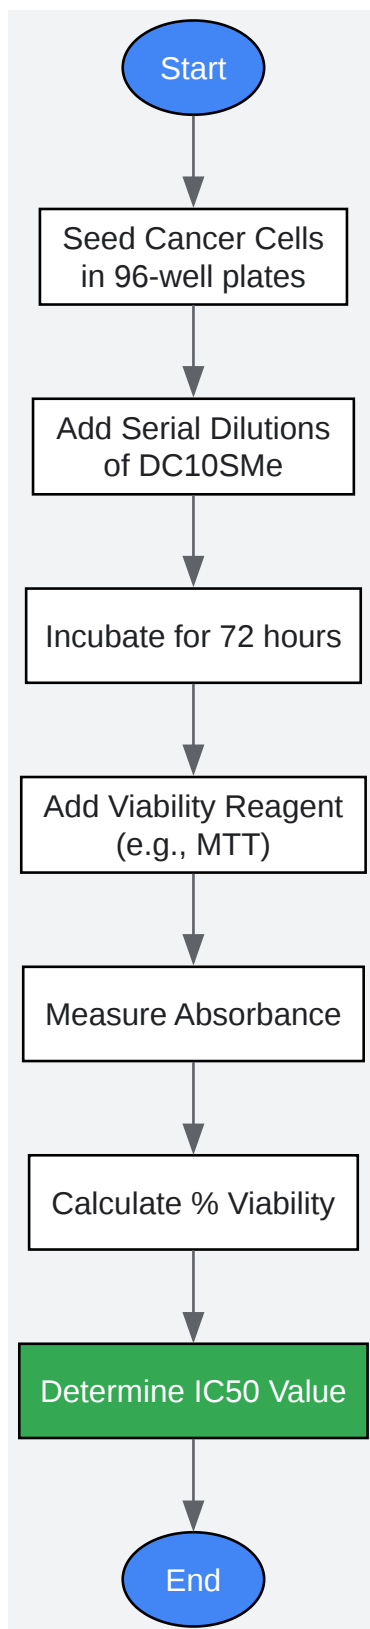 Start
Seed Cancer Cells
in 96-well plates
Add Serial Dilutions
of DC10SMe
Incubate for 72 hours
Add Viability Reagent
(e.g., MTT)
Measure Absorbance
Calculate % Viability
Determine IC50 Value
End